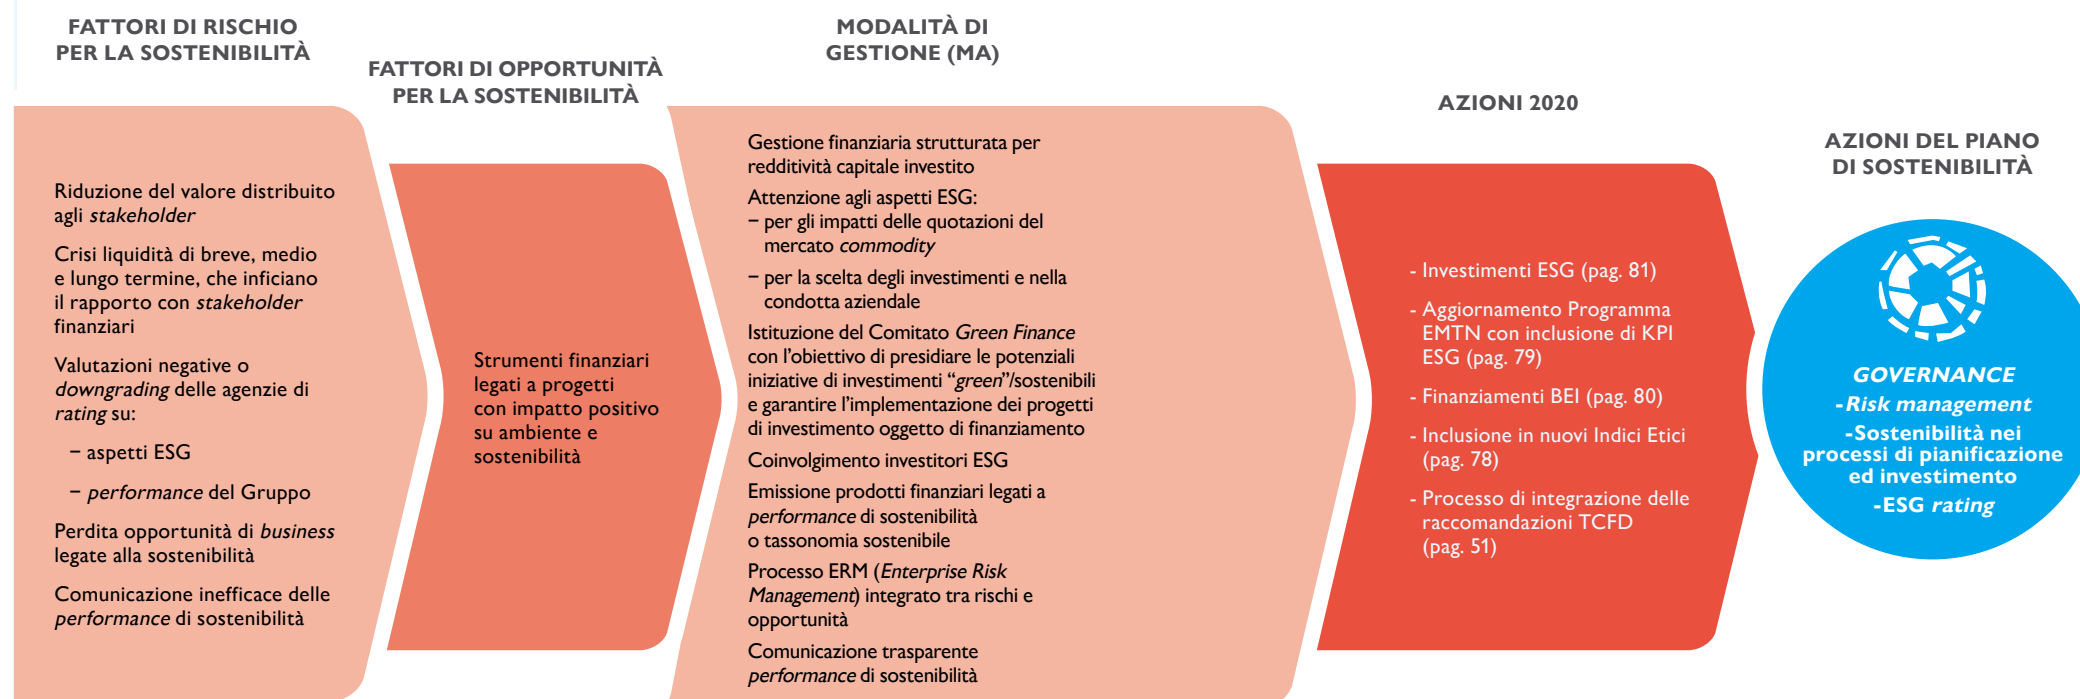 FATTORI DI RISCHIO
PER LA SOSTENIBILITÀ
Riduzione del valore distribuito
agli stakeholder
Crisi liquidità di breve, medio
e lungo termine, che inficiano
il rapporto con stakeholder
finanziari
Valutazioni negative o
downgrading delle agenzie di
rating su:
– aspetti ESG
– performance del Gruppo
Perdita opportunità di business
legate alla sostenibilità
Comunicazione inefficace delle
performance di sostenibilità
FATTORI DI OPPORTUNITÀ
PER LA SOSTENIBILITÀ
Strumenti finanziari
legati a progetti
con impatto positivo
su ambiente e
sostenibilità
MODALITÀ DI
GESTIONE (MA)
Gestione finanziaria strutturata per
redditività capitale investito
Attenzione agli aspetti ESG:
– per gli impatti delle quotazioni del
mercato commodity
– per la scelta degli investimenti e nella
condotta aziendale
Istituzione del Comitato Green Finance
con l’obiettivo di presidiare le potenziali
iniziative di investimenti “green”/sostenibili
e garantire l’implementazione dei progetti
di investimento oggetto di finanziamento
Coinvolgimento investitori ESG
Emissione prodotti finanziari legati a
performance di sostenibilità
o tassonomia sostenibile
Processo ERM (Enterprise Risk
Management) integrato tra rischi e
opportunità
Comunicazione trasparente
performance di sostenibilità
AZIONI 2020
- Investimenti ESG (pag. 81)
- Aggiornamento Programma
EMTN con inclusione di KPI
ESG (pag. 79)
- Finanziamenti BEI (pag. 80)
- Inclusione in nuovi Indici Etici
(pag. 78)
- Processo di integrazione delle
raccomandazioni TCFD
(pag. 51)
AZIONI DEL PIANO
DI SOSTENIBILITÀ
GOVERNANCE
-Risk management
-Sostenibilità nei
processi di pianificazione
ed investimento
-ESG rating